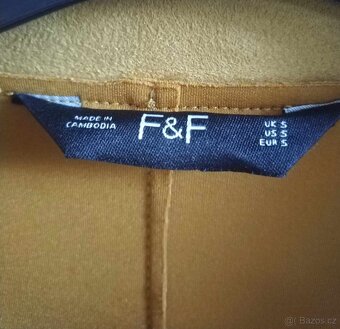 MADE IN
CAMBODIA
F&F
UK S
US S
EUR S
Bazos.cz